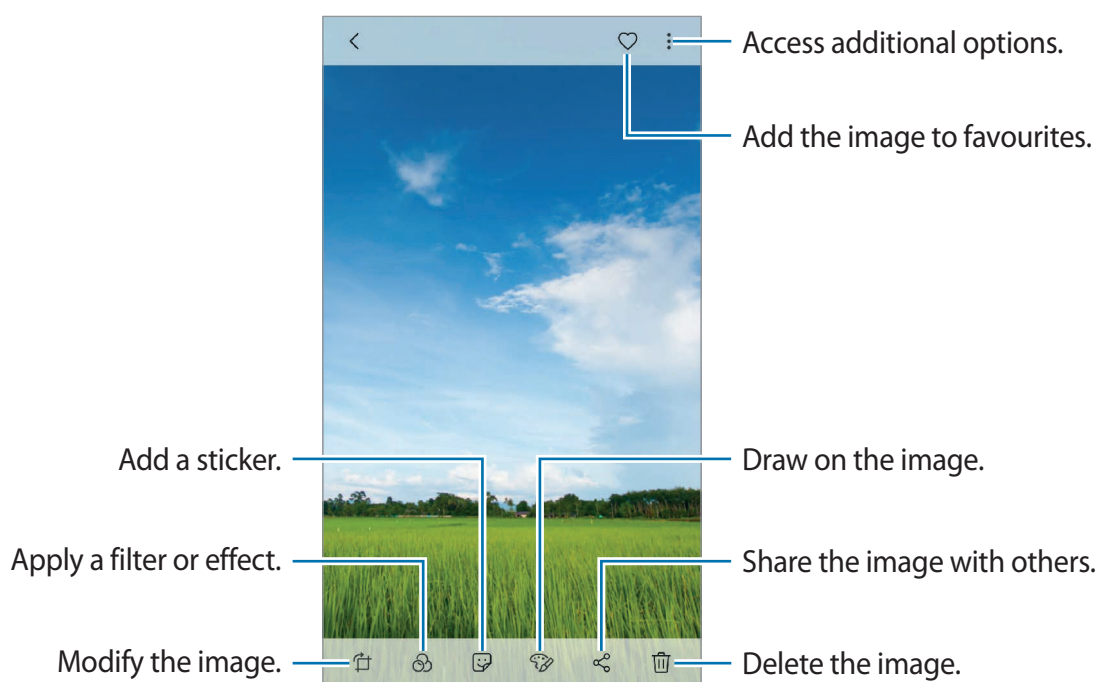 Access additional options.
Add the image to favourites.
Add a sticker.
Draw on the image.
Apply a filter or effect.
Share the image with others.
Modify the image.
Delete the image.